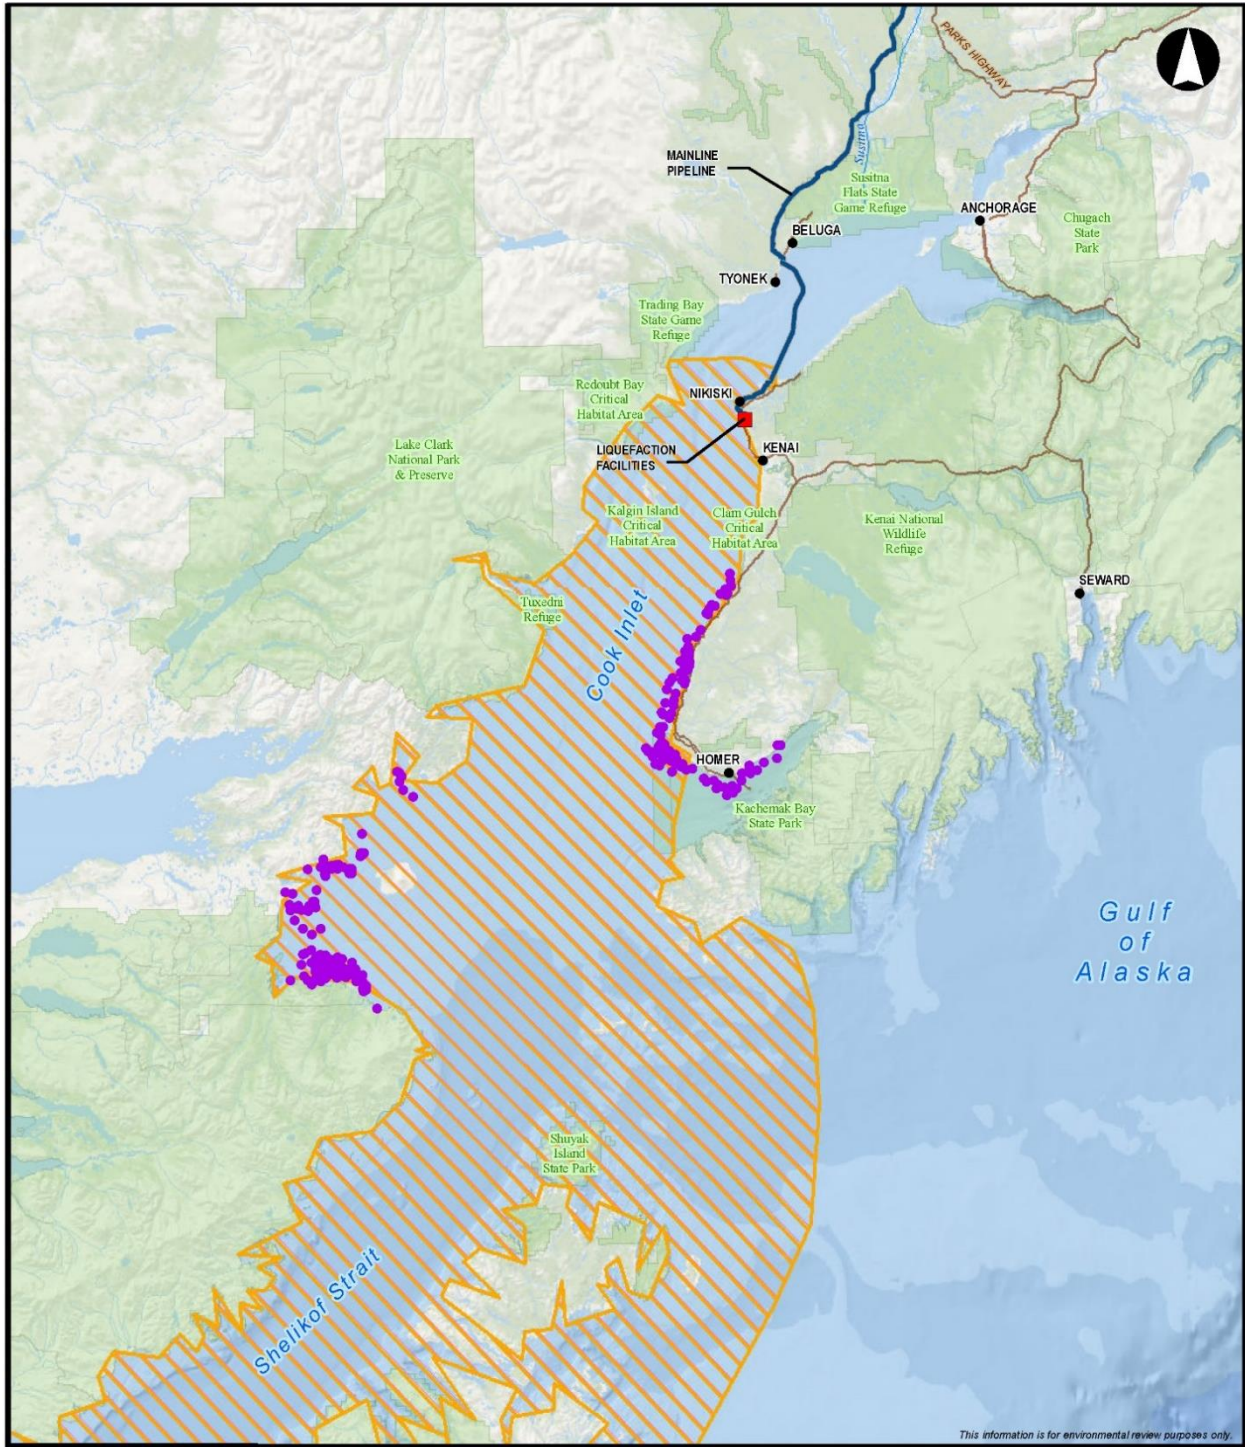 PARKS HIGHWAY
MAINLINE
PIPELINE
Susitna
Susitna
Flats State
Game Refuge
ANCHORAGE
Chugach
State
Park
BELUGA
TYONEK
Trading Bay
State Game
Refuge
Redoubt Bay
Critical
Habitat Area
NIKISKI
Lake Clark
National Park
& Preserve
LIQUEFACTION
FACILITIES
KENAI
Kalgin Island
Critical
Habitat Area
Clam Gulch
Critical
Habitat Area
Kenai National
Wildlife
Refuge
SEWARD
Tuxedni
Refuge
Cook Inlet
HOMER
Kachemak Bay
State Park
Gulf
of
Alaska
Shuyak
Island
State Park
Shelikof Strait
This information is for environmental review purposes only.